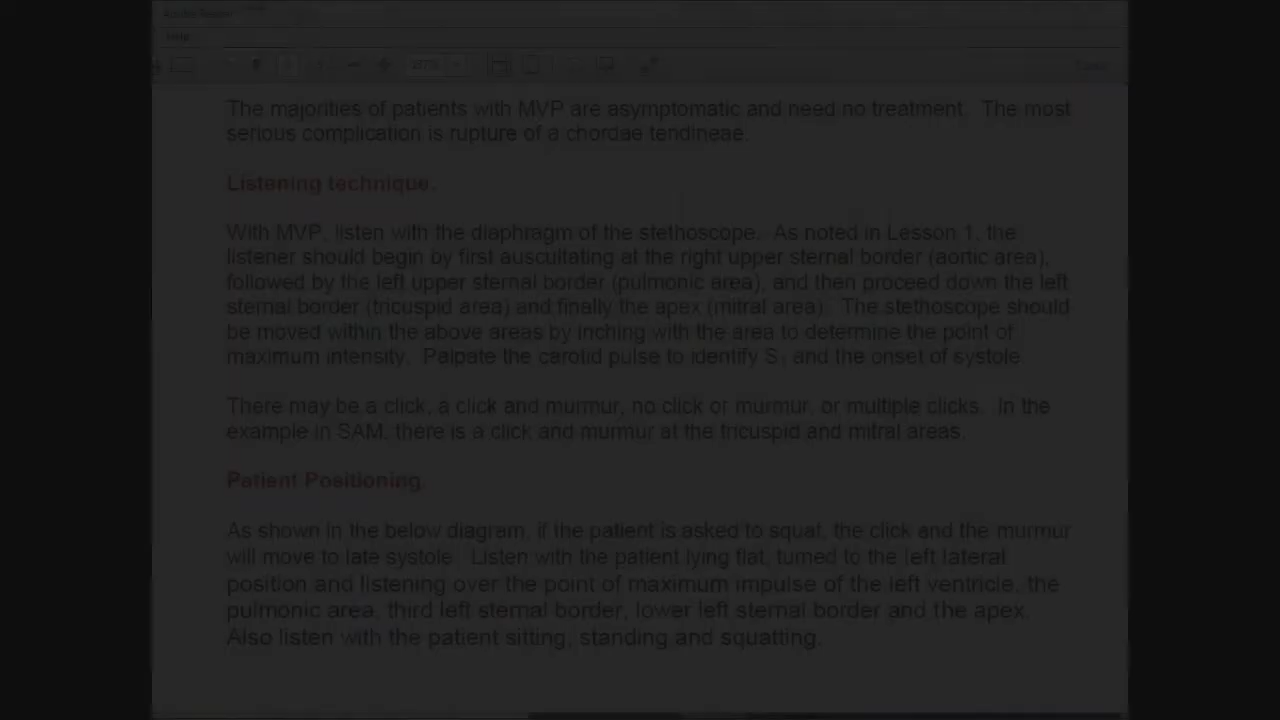 Help
The majorities of patients with MVP are asymptomatic and need no treatment. The most
serious complication is rupture of a chordae tendineae.
Listening technique.
With MVP, listen with the diaphragm of the stethoscope. As noted in Lesson 1, the
listener should begin by first auscultating at the right upper sternal border (aortic area),
followed by the left upper sternal border (pulmonic area), and then proceed down the left
sternal border (tricuspid area) and finally the apex (mitral area). The stethoscope should
be moved within the above areas by inching with the area to determine the point of
maximum intensity. Palpate the carotid pulse to identify S₁ and the onset of systole
There may be a click, a click and murmur, no click or murmur, or multiple clicks. In the
example in SAM, there is a click and murmur at the tricuspid and mitral areas.
Patient Positioning.
As shown in the below diagram, if the patient is asked to squat, the click and the murmur
will move to late systole. Listen with the patient lying flat, turned to the left lateral
position and listening over the point of maximum impulse of the left ventricle, the
pulmonic area, third left sternal border, lower left sternal border and the apex.
Also listen with the patient sitting, standing and squatting.